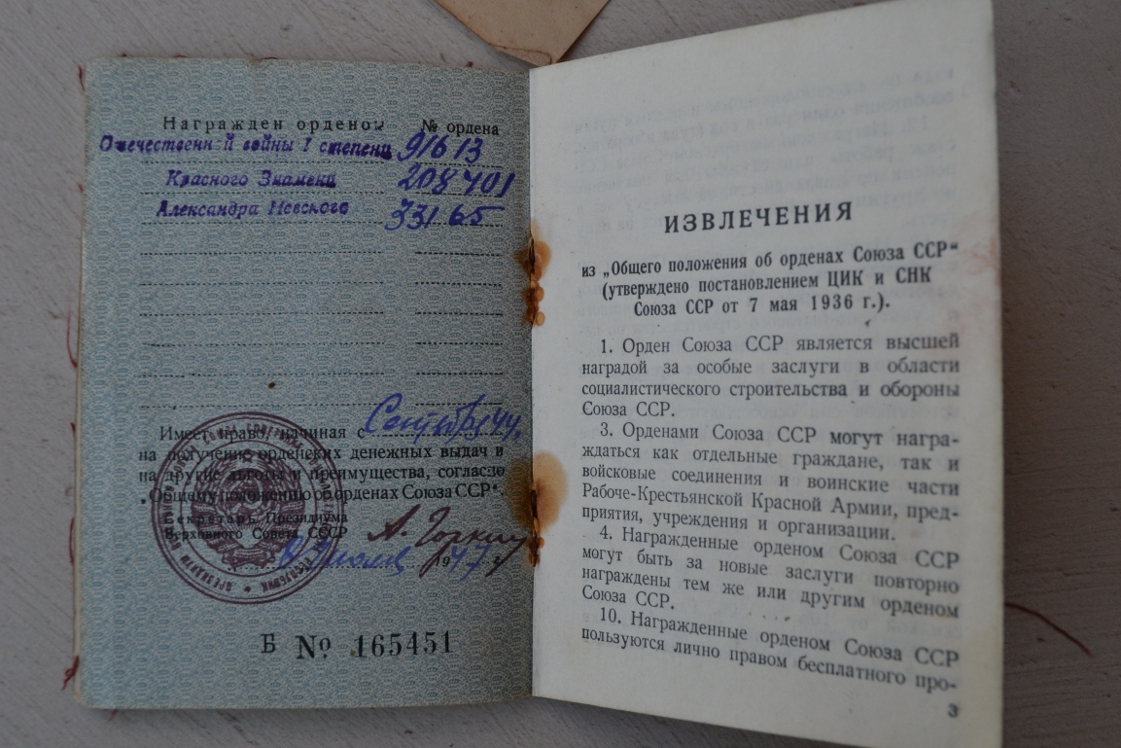 Награжден орденом № ордена
Отечественной войны I степени 91613
Красного Знамени 208401
Александра Невского 33165
Имеет право, начиная с Сентября 44 г.
на получение орденских денежных выдач и
на другие льготы и преимущества, согласно
„Общему положению об орденах Союза ССР“.
Секретарь Президиума
Верховного Совета СССР А. Горкин
1947 г.
Б № 165451
ИЗВЛЕЧЕНИЯ
из „Общего положения об орденах Союза ССР“
(утверждено постановлением ЦИК и СНК
Союза ССР от 7 мая 1936 г.).
1. Орден Союза ССР является высшей
наградой за особые заслуги в области
социалистического строительства и обороны
Союза ССР.
3. Орденами Союза ССР могут награ-
ждаться как отдельные граждане, так и
войсковые соединения и воинские части
Рабоче-Крестьянской Красной Армии, пред-
приятия, учреждения и организации.
4. Награжденные орденом Союза ССР
могут быть за новые заслуги повторно
награждены тем же или другим орденом
Союза ССР.
10. Награжденные орденом Союза ССР
пользуются лично правом бесплатного про-
3